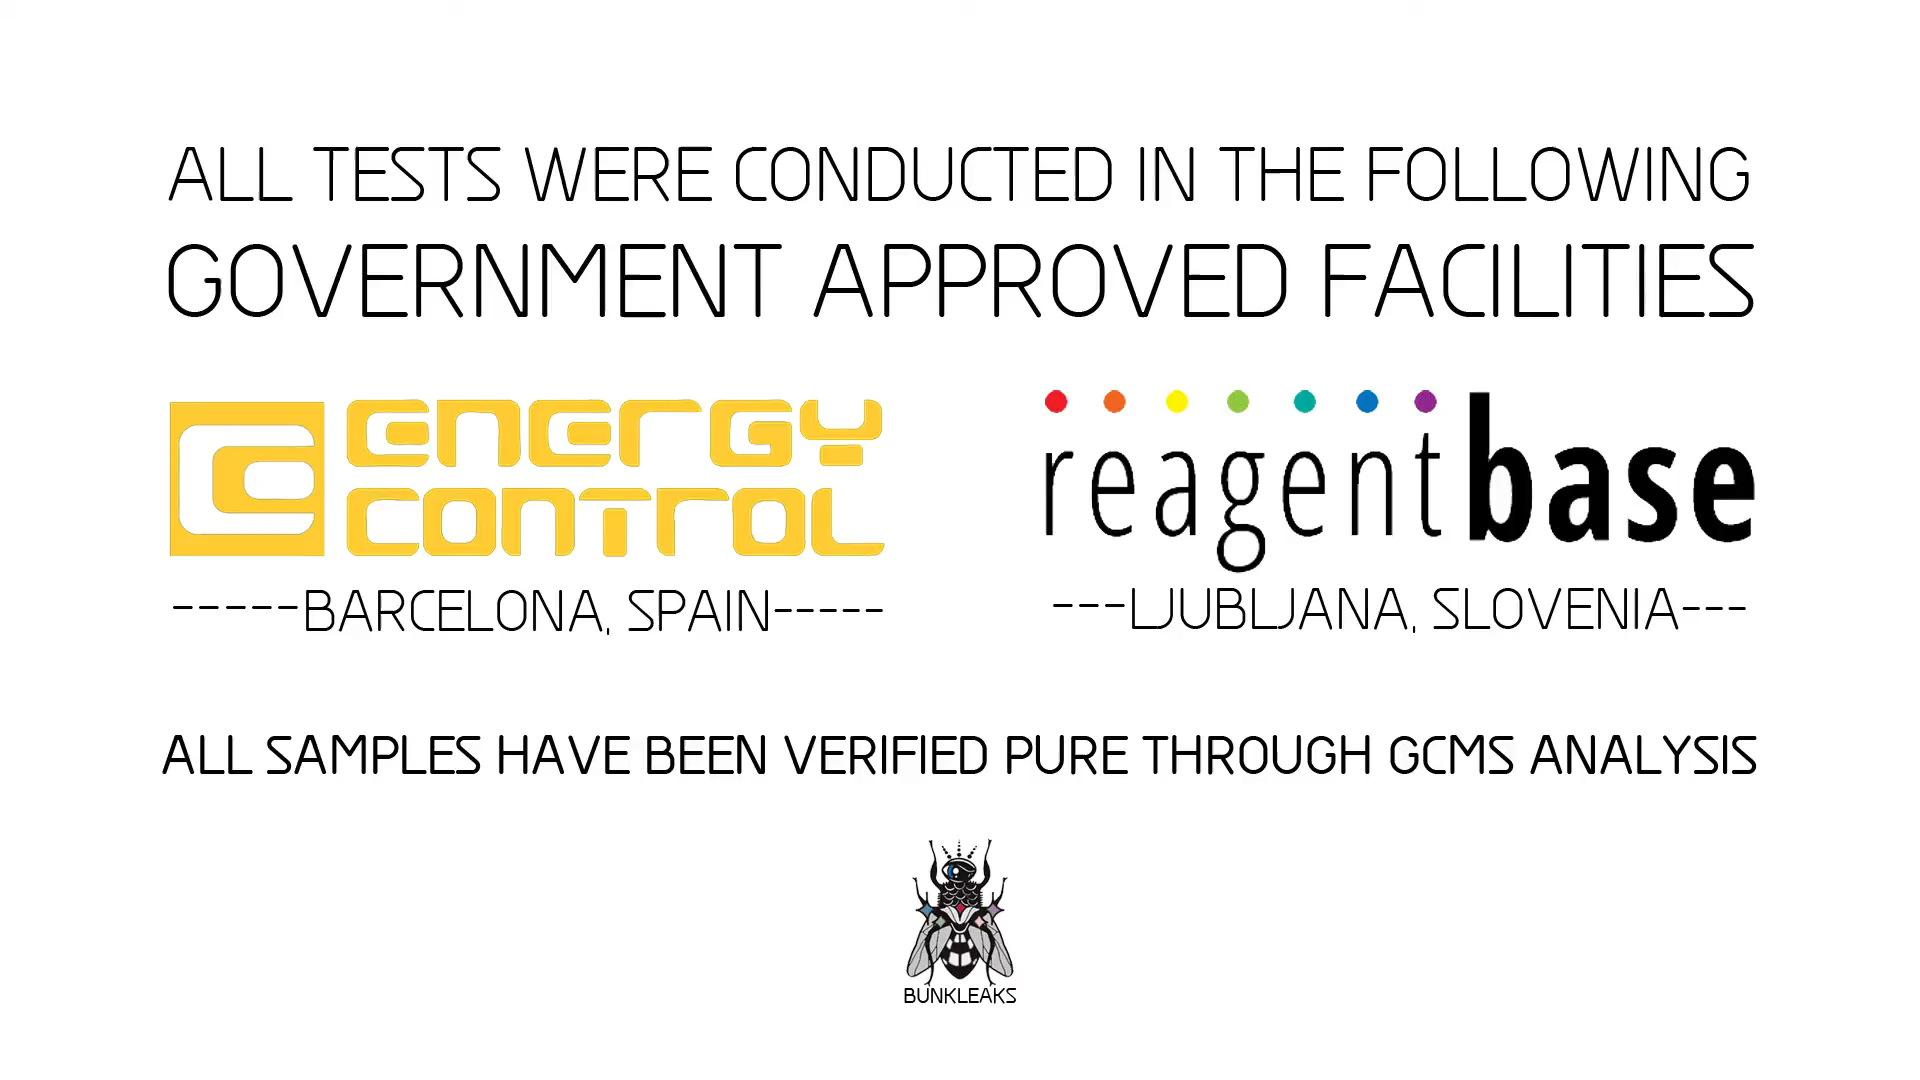 ALL TESTS WERE CONDUCTED IN THE FOLLOWING
GOVERNMENT APPROVED FACILITIES
energy
control
reagentbase
-----BARCELONA, SPAIN-----
---LJUBLJANA, SLOVENIA---
ALL SAMPLES HAVE BEEN VERIFIED PURE THROUGH GCMS ANALYSIS
BUNKLEAKS